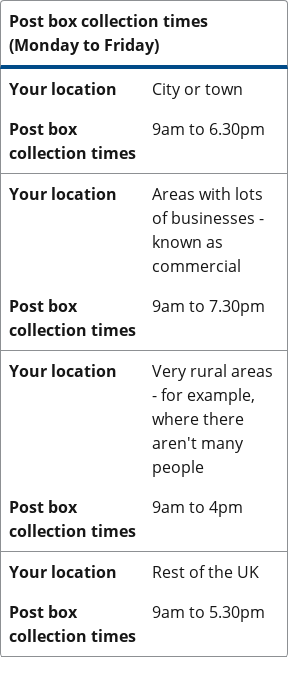 Post box collection times
(Monday to Friday)
Your location City or town
Post box 9am to 6.30pm
collection times
Your location Areas with lots
of businesses -
known as
commercial
Post box 9am to 7.30pm
collection times
Your location Very rural areas
- for example,
where there
aren't many
people
Post box 9am to 4pm
collection times
Your location Rest of the UK
Post box 9am to 5.30pm
collection times